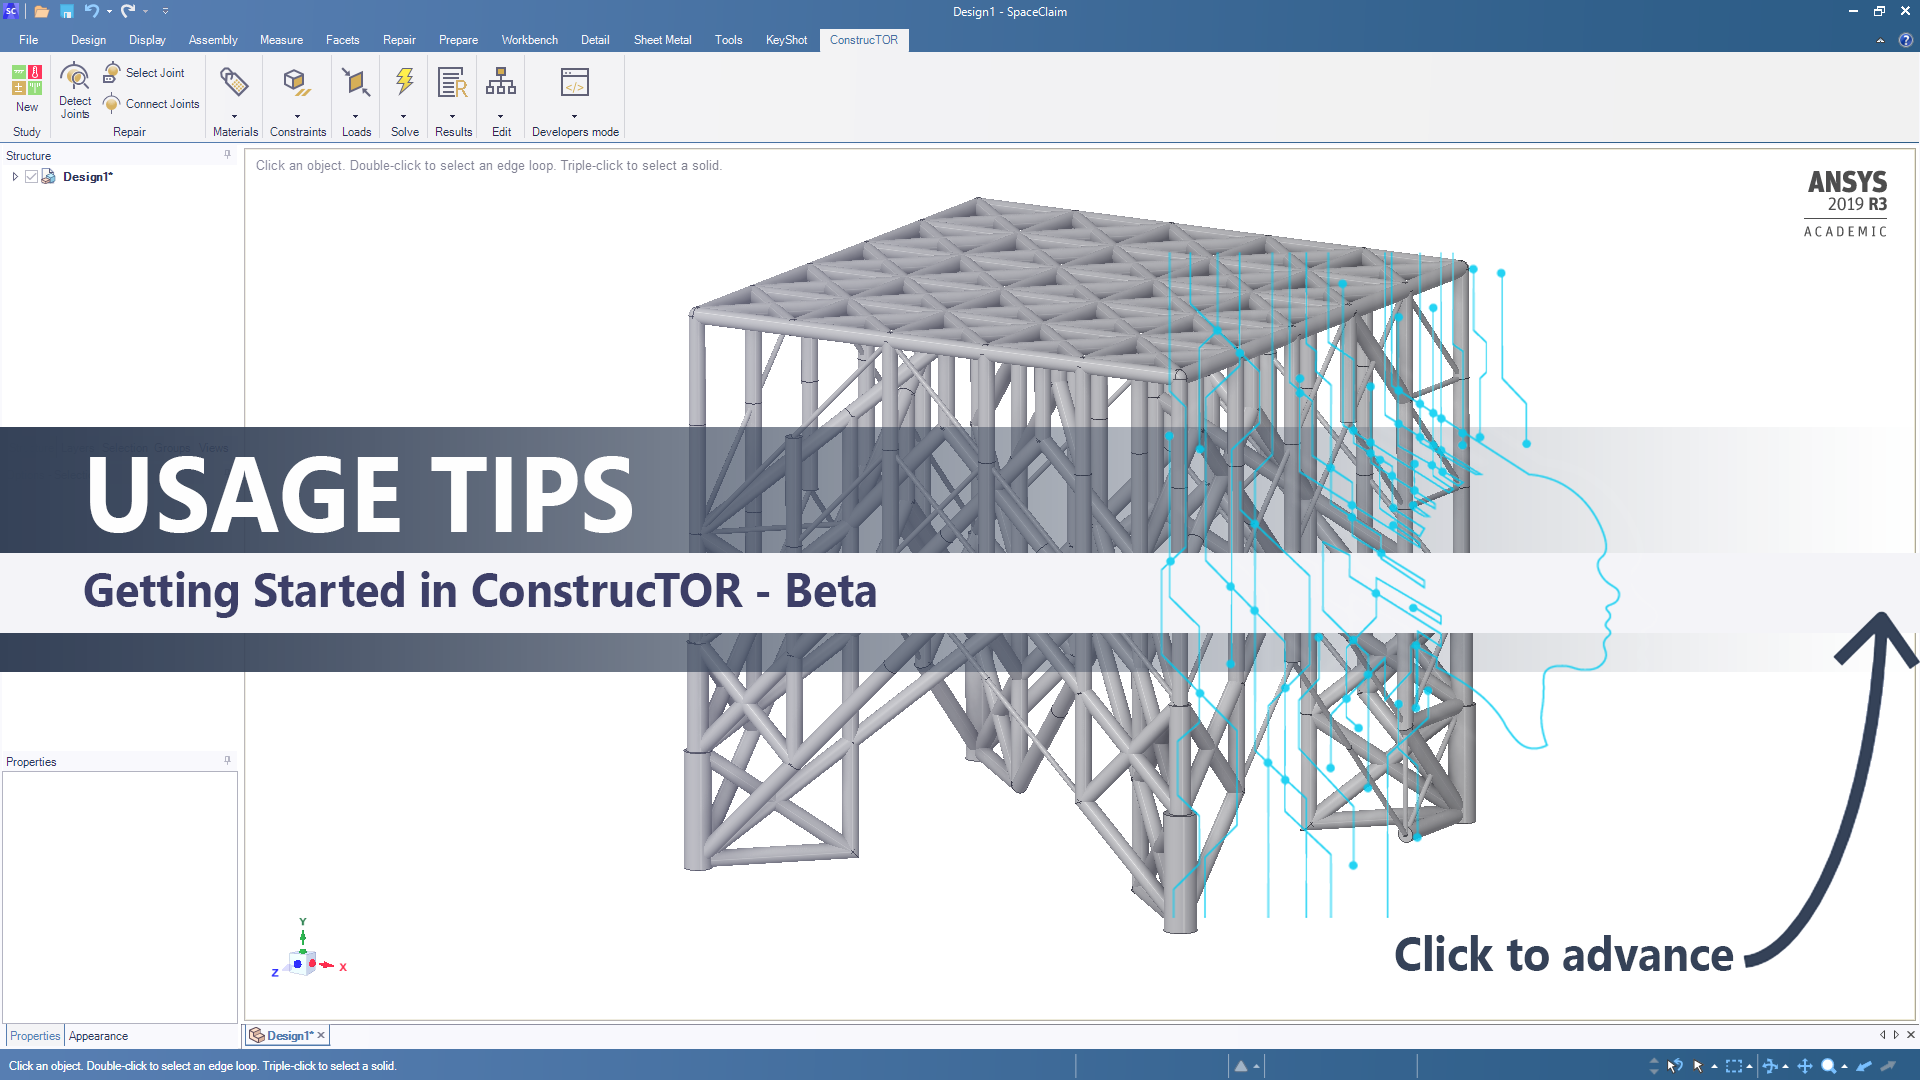 Design1 - SpaceClaim
File Design Display Assembly Measure Facets Repair Prepare Workbench Detail Sheet Metal Tools KeyShot ConstrucTOR
New
Study
Detect
Joints
Select Joint
Connect Joints
Repair
Materials
Constraints
Loads
Solve
Results
Edit
Developers mode
Structure
Design1*
Click an object. Double-click to select an edge loop. Triple-click to select a solid.
ANSYS
2019 R3
ACADEMIC
USAGE TIPS
Getting Started in ConstrucTOR - Beta
Properties
Y
Z
X
Click to advance
Properties Appearance
Design1*
Click an object. Double-click to select an edge loop. Triple-click to select a solid.